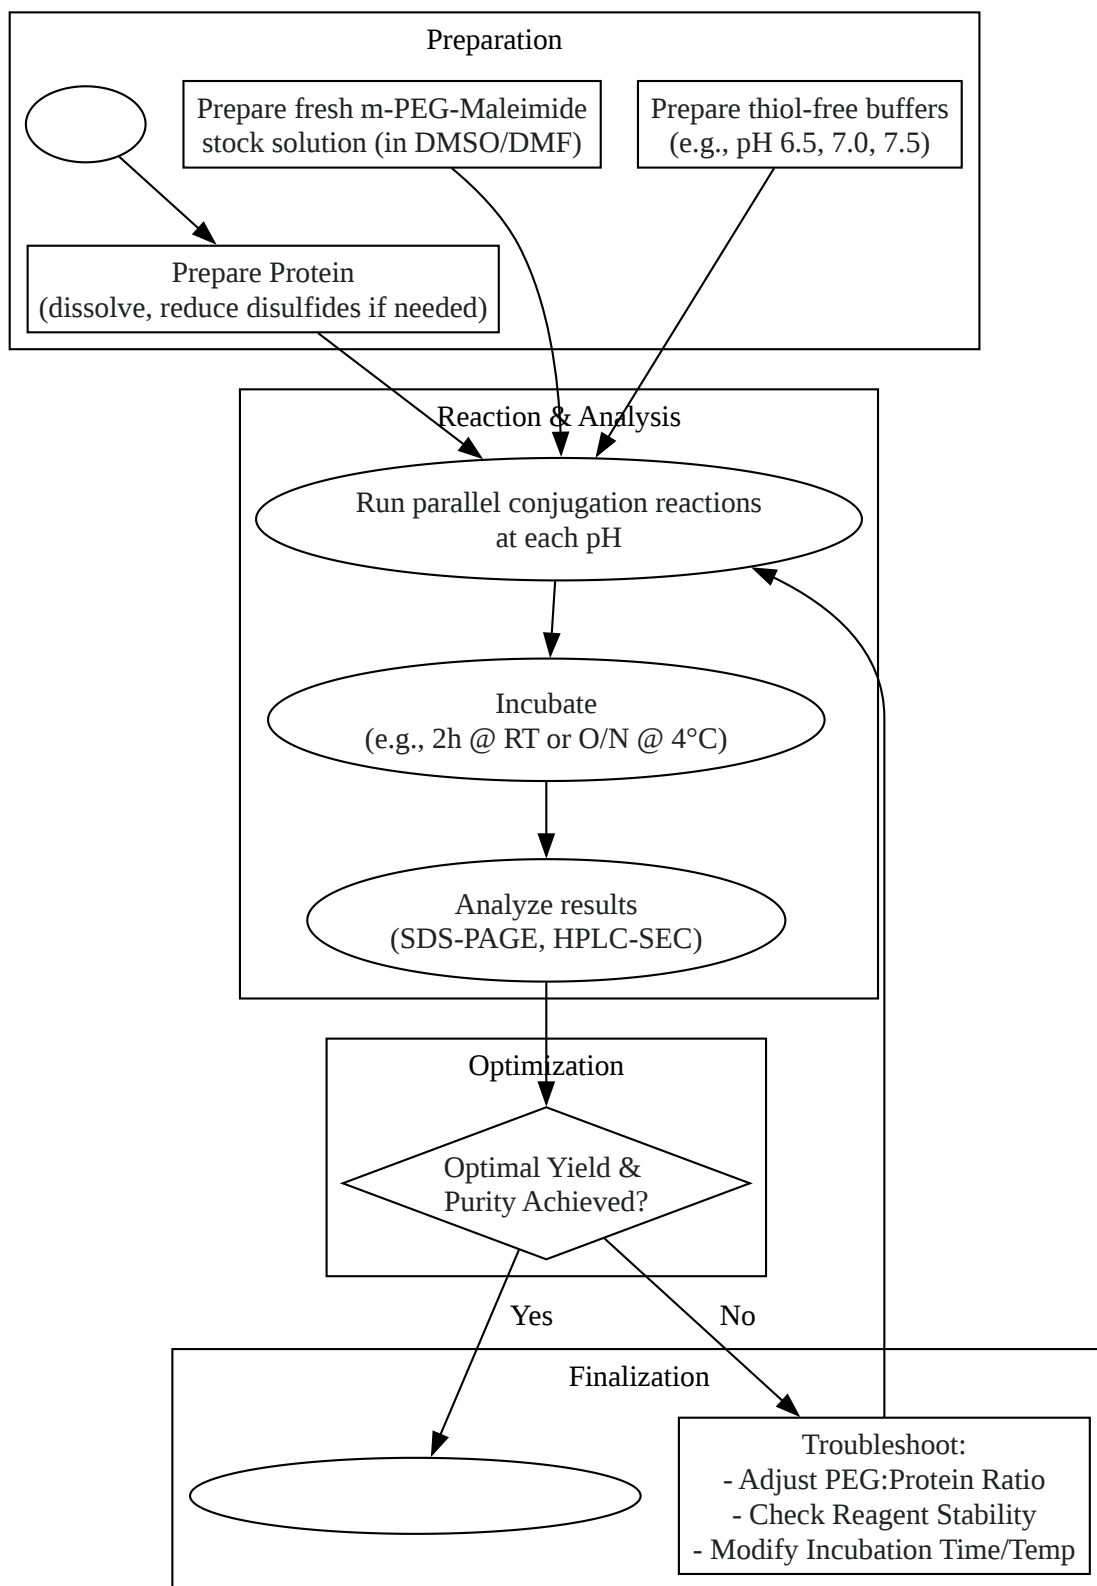 Preparation
Prepare fresh m-PEG-Maleimide
stock solution (in DMSO/DMF)
Prepare thiol-free buffers
(e.g., pH 6.5, 7.0, 7.5)
Prepare Protein
(dissolve, reduce disulfides if needed)
Reaction & Analysis
Run parallel conjugation reactions
at each pH
Incubate
(e.g., 2h @ RT or O/N @ 4°C)
Analyze results
(SDS-PAGE, HPLC-SEC)
Optimization
Optimal Yield &
Purity Achieved?
Yes
No
Finalization
Troubleshoot:
- Adjust PEG:Protein Ratio
- Check Reagent Stability
- Modify Incubation Time/Temp